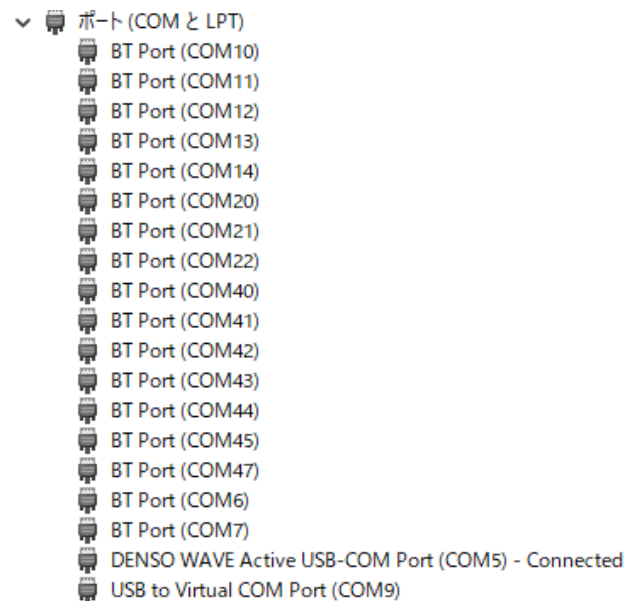 ポート (COM と LPT)
BT Port (COM10)
BT Port (COM11)
BT Port (COM12)
BT Port (COM13)
BT Port (COM14)
BT Port (COM20)
BT Port (COM21)
BT Port (COM22)
BT Port (COM40)
BT Port (COM41)
BT Port (COM42)
BT Port (COM43)
BT Port (COM44)
BT Port (COM45)
BT Port (COM47)
BT Port (COM6)
BT Port (COM7)
DENSO WAVE Active USB-COM Port (COM5) - Connected
USB to Virtual COM Port (COM9)